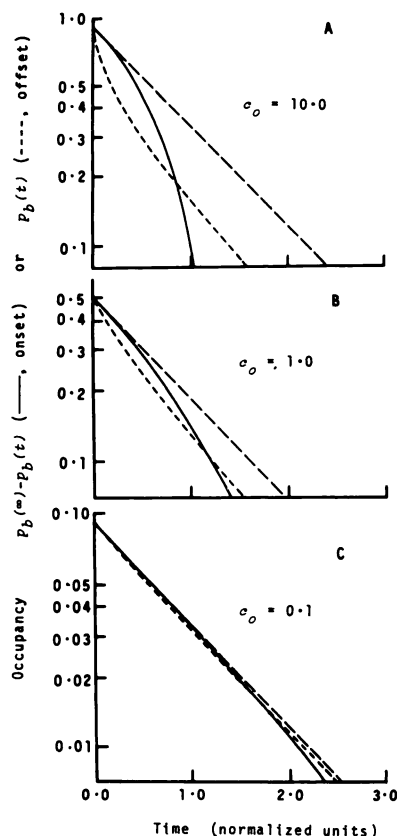 A
1·0
0·5
0·4
0·3
0·2
0·1
c_o = 10·0
B
0·5
0·4
0·3
0·2
0·1
c_o =, 1·0
C
0·10
0·05
0·04
0·03
0·02
0·01
c_o = 0·1
0·0 1·0 2·0 3·0
Time (normalized units)
Occupancy p_b(∞)-p_b(t) (——, onset) or p_b(t) (----, offset)